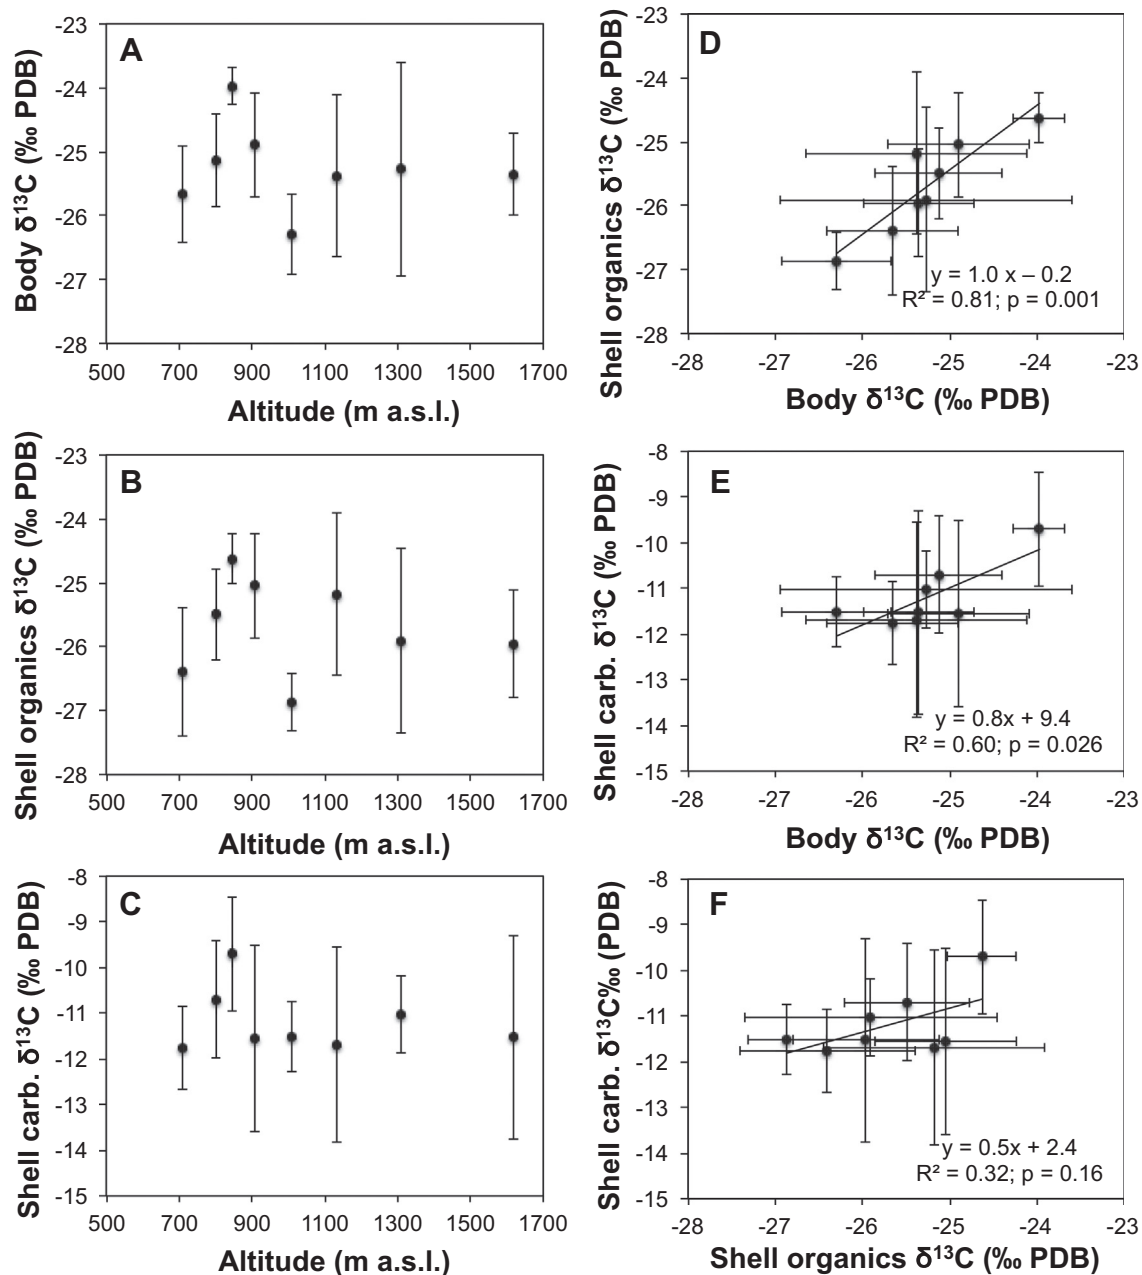 A
Body δ¹³C (‰ PDB)
-23
-24
-25
-26
-27
-28
500 700 900 1100 1300 1500 1700
Altitude (m a.s.l.)
D
Shell organics δ¹³C (‰ PDB)
-23
-24
-25
-26
-27
-28
y = 1.0 x – 0.2
R² = 0.81; p = 0.001
-28 -27 -26 -25 -24 -23
Body δ¹³C (‰ PDB)
B
Shell organics δ¹³C (‰ PDB)
-23
-24
-25
-26
-27
-28
500 700 900 1100 1300 1500 1700
Altitude (m a.s.l.)
E
Shell carb. δ¹³C (‰ PDB)
-8
-9
-10
-11
-12
-13
-14
-15
y = 0.8x + 9.4
R² = 0.60; p = 0.026
-28 -27 -26 -25 -24 -23
Body δ¹³C (‰ PDB)
C
Shell carb. δ¹³C (‰ PDB)
-8
-9
-10
-11
-12
-13
-14
-15
500 700 900 1100 1300 1500 1700
Altitude (m a.s.l.)
F
Shell carb. δ¹³C‰ (PDB)
-8
-9
-10
-11
-12
-13
-14
-15
y = 0.5x + 2.4
R² = 0.32; p = 0.16
-28 -27 -26 -25 -24 -23
Shell organics δ¹³C (‰ PDB)